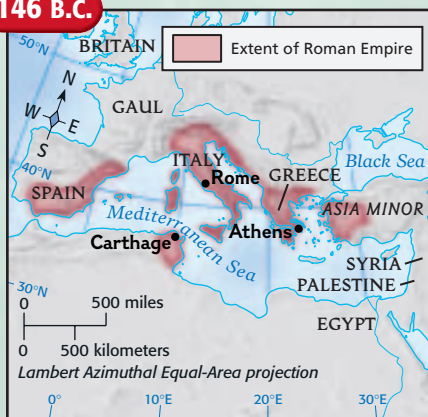 146 B.C.
50°N
BRITAIN
Extent of Roman Empire
N
W
E
S
GAUL
40°N
ITALY
Rome
GREECE
Black Sea
SPAIN
ASIA MINOR
Mediterranean Sea
Carthage
Athens
SYRIA
PALESTINE
30°N
0 500 miles
EGYPT
0 500 kilometers
Lambert Azimuthal Equal-Area projection
0° 10°E 20°E 30°E